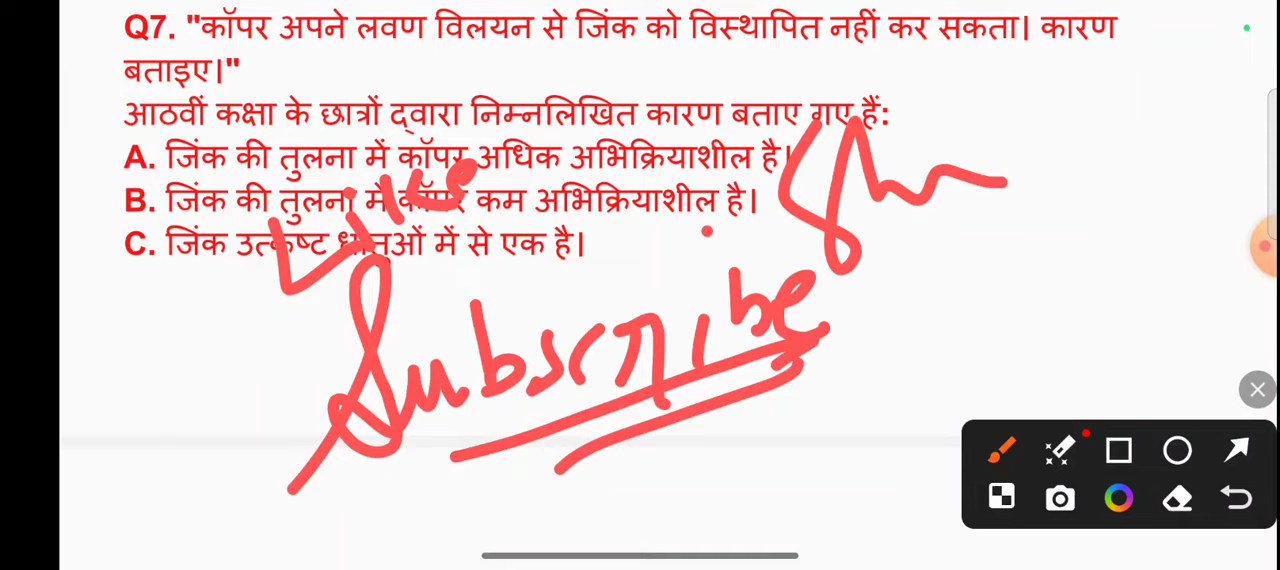 Q7. "कॉपर अपने लवण विलयन से जिंक को विस्थापित नहीं कर सकता। कारण
बताइए।"
आठवीं कक्षा के छात्रों द्वारा निम्नलिखित कारण बताए गए हैं:
A. जिंक की तुलना में कॉपर अधिक अभिक्रियाशील है।
B. जिंक की तुलना में कॉपर कम अभिक्रियाशील है।
C. जिंक उत्कृष्ट धातुओं में से एक है।
Like
Subscribe